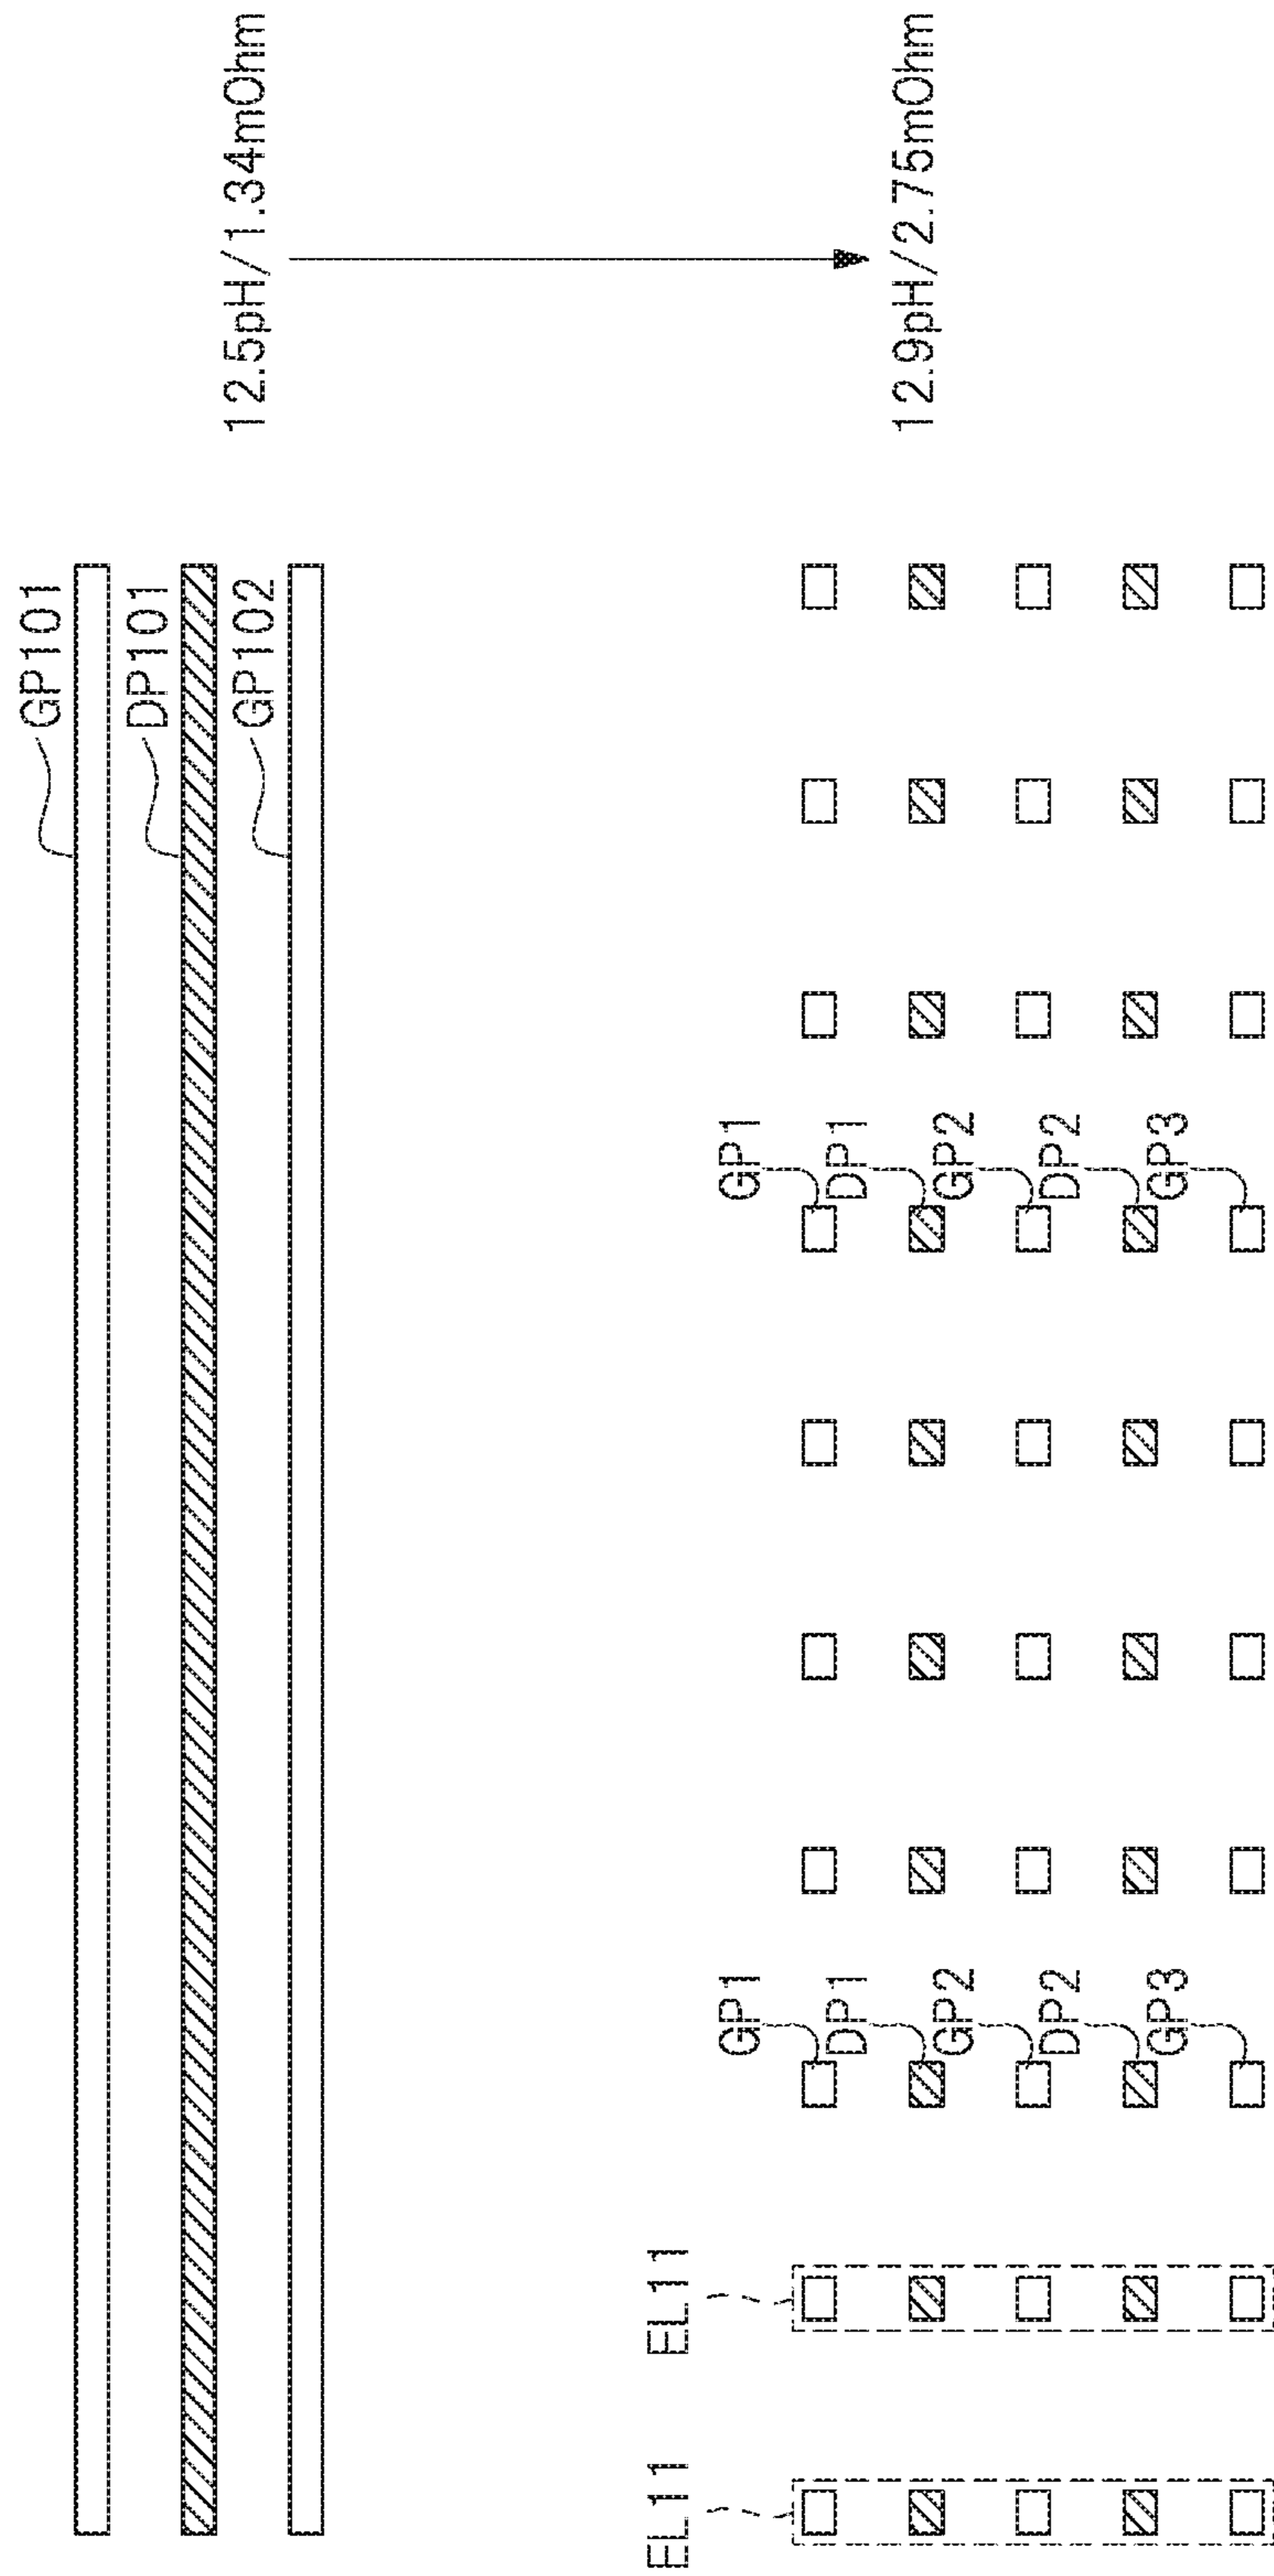 GP101
DP101
GP102
12.5pH/1.34mOhm
12.9pH/2.75mOhm
EL11
EL11
GP1
DP1
GP2
DP2
GP3
GP1
DP1
GP2
DP2
GP3